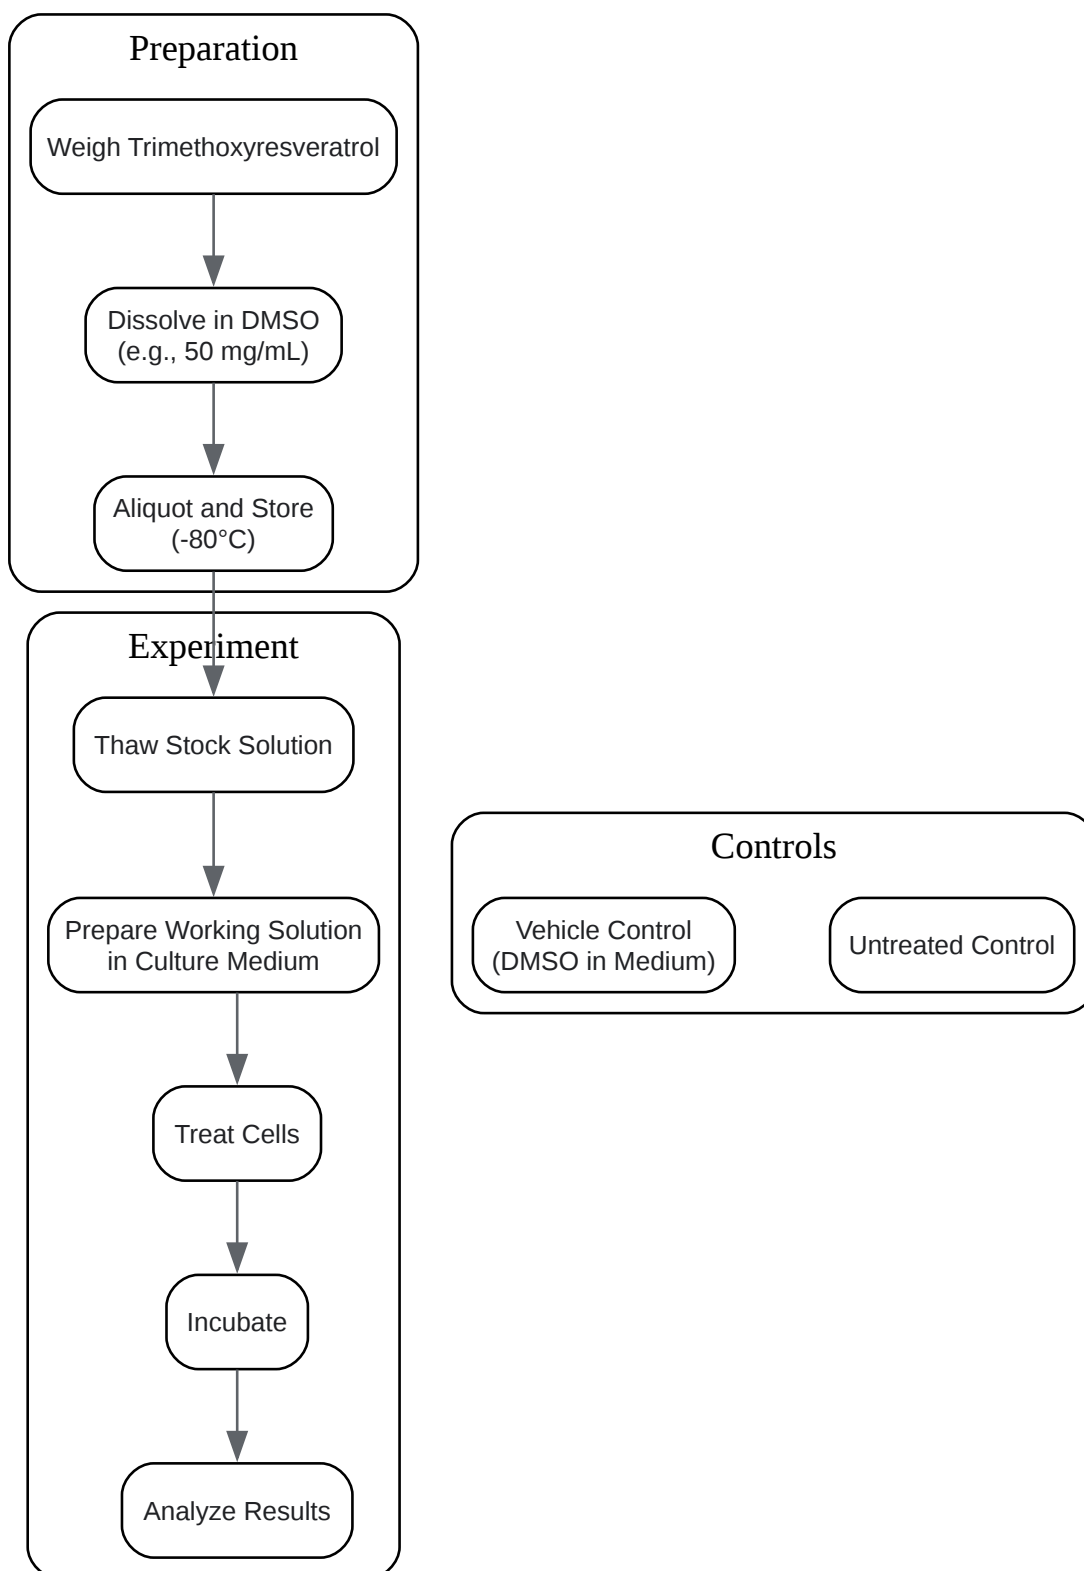 Preparation
Weigh Trimethoxyresveratrol
Dissolve in DMSO
(e.g., 50 mg/mL)
Aliquot and Store
(-80°C)
Experiment
Thaw Stock Solution
Prepare Working Solution
in Culture Medium
Treat Cells
Incubate
Analyze Results
Controls
Vehicle Control
(DMSO in Medium)
Untreated Control